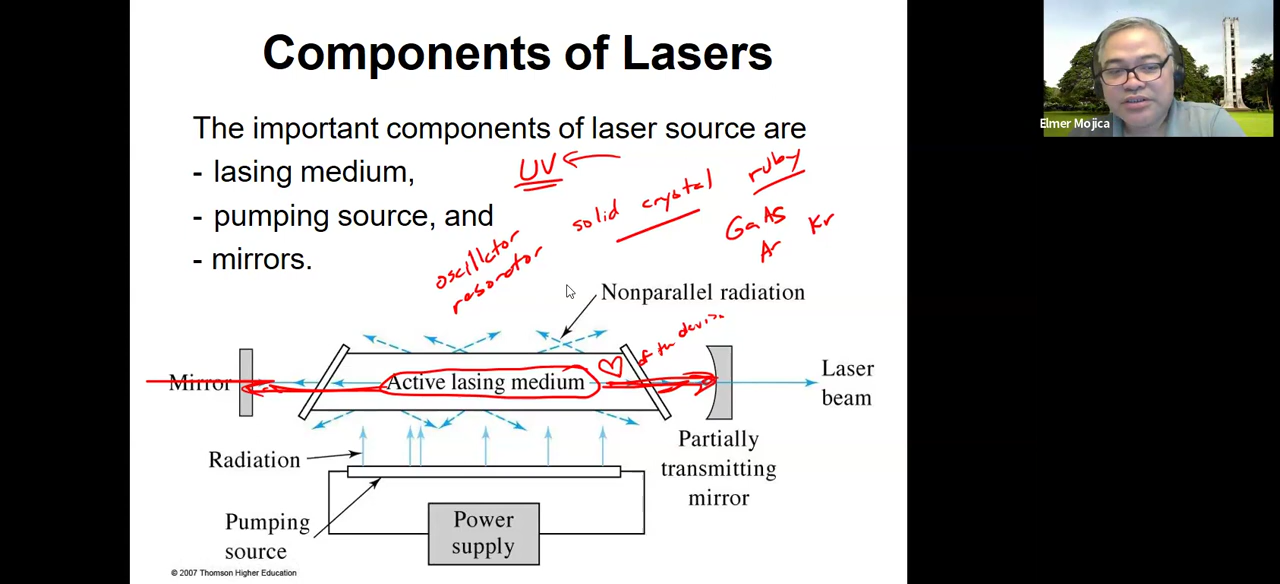 Components of Lasers
Elmer Mojica
The important components of laser source are
- lasing medium,
- pumping source, and
- mirrors.
UV
solid crystal
ruby
GaAS
Kr
Ar
oscillator
resonator
Nonparallel radiation
of the
Mirror
Active lasing medium
Laser
beam
Radiation
Partially
transmitting
mirror
Pumping
source
Power
supply
© 2007 Thomson Higher Education